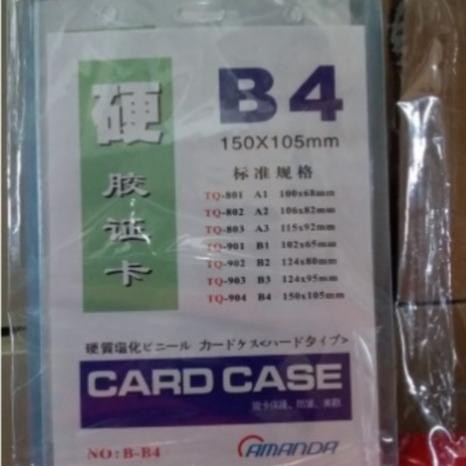 硬胶证卡
B4
150X105mm
标准规格
TQ-801 A1 100x68mm
TQ-802 A2 106x82mm
TQ-803 A3 115x92mm
TQ-901 B1 102x65mm
TQ-902 B2 124x80mm
TQ-903 B3 124x95mm
TQ-904 B4 150x105mm
硬質塩化ビニール カードケス<ハードタイプ>
CARD CASE
NO: B-B4
AMANDA